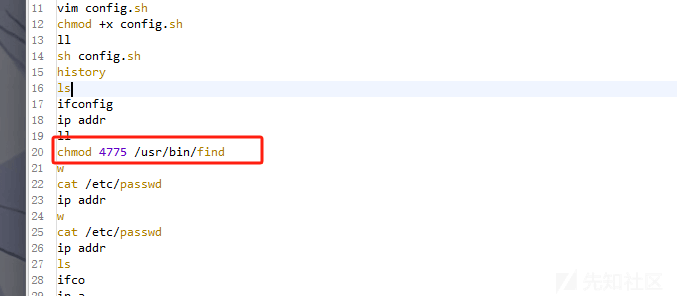 11 vim config.sh
12 chmod +x config.sh
13 ll
14 sh config.sh
15 history
16 ls
17 ifconfig
18 ip addr
19 ll
20 chmod 4775 /usr/bin/find
21 w
22 cat /etc/passwd
23 ip addr
24 w
25 cat /etc/passwd
26 ip addr
27 ls
28 ifco
29 ip a
先知社区